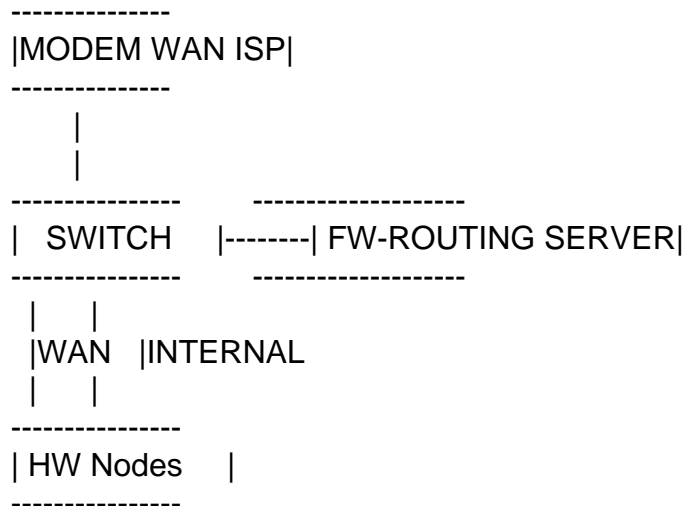 ---------------
|MODEM WAN ISP|
---------------
|
|
---------------- --------------------
| SWITCH |--------| FW-ROUTING SERVER|
---------------- --------------------
| |
|WAN |INTERNAL
| |
----------------
| HW Nodes |
----------------